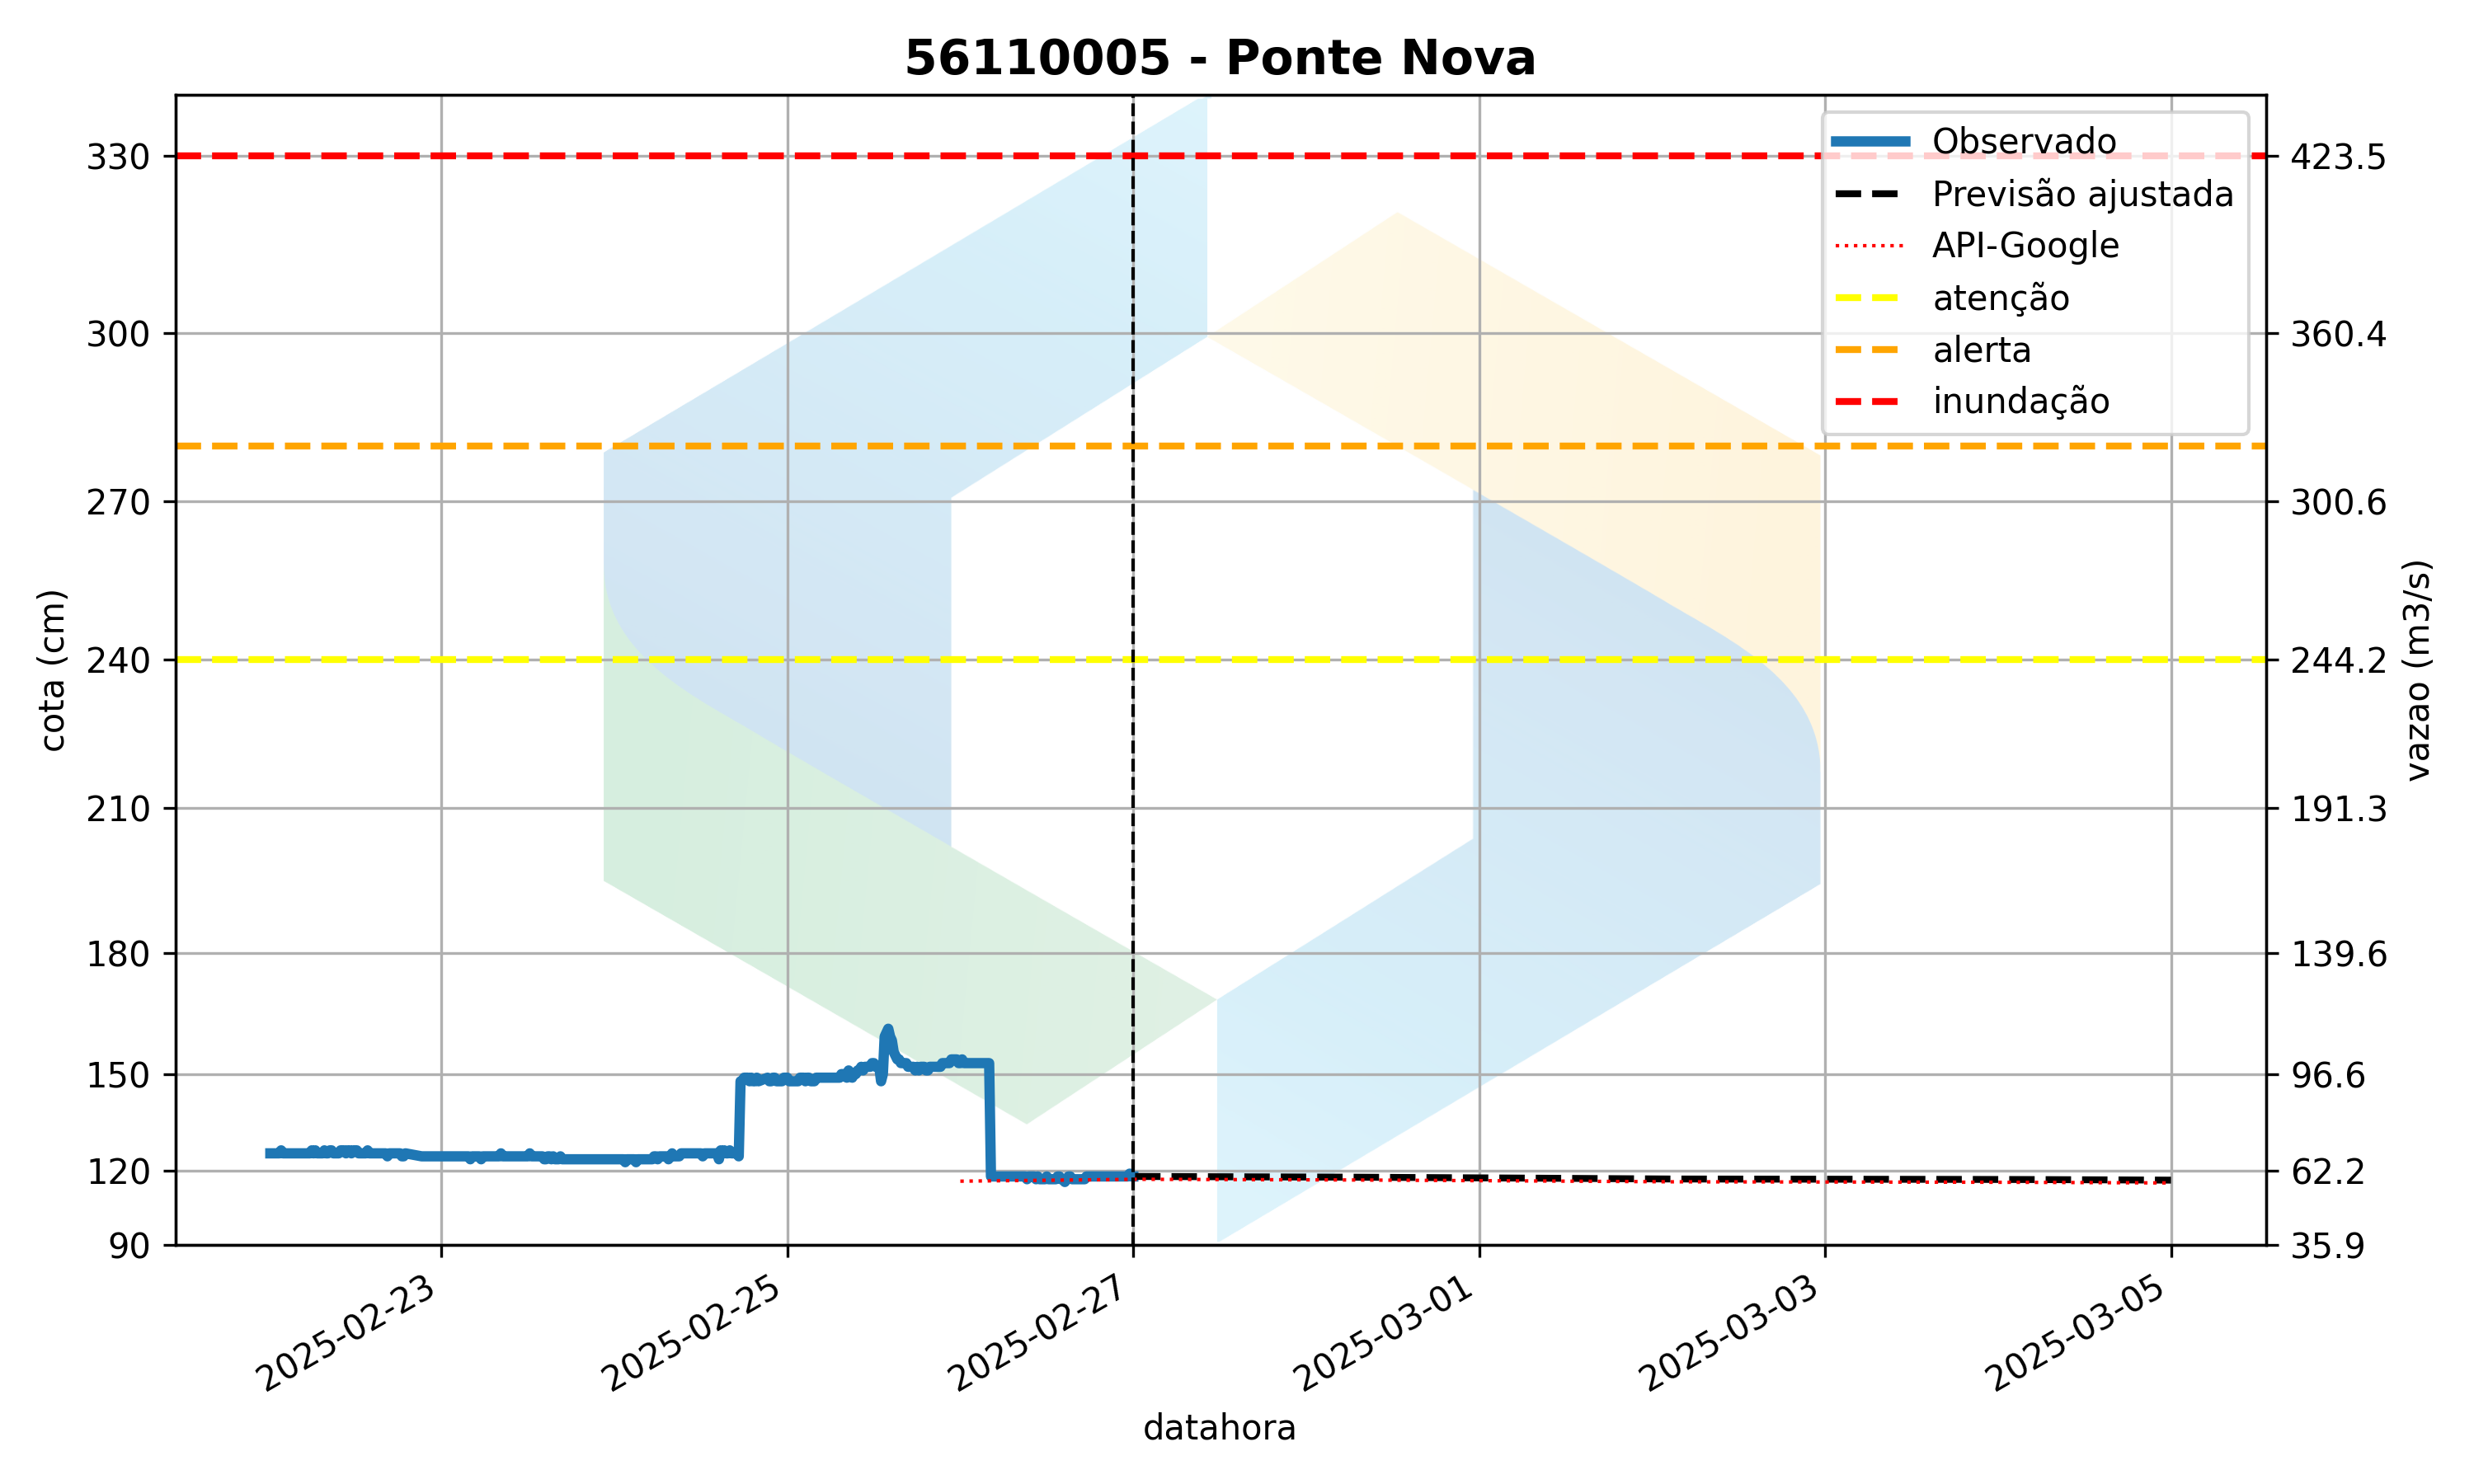 56110005 - Ponte Nova
Observado
Previsão ajustada
API-Google
atenção
alerta
inundação
cota (cm)
330
300
270
240
210
180
150
120
90
vazao (m3/s)
423.5
360.4
300.6
244.2
191.3
139.6
96.6
62.2
35.9
2025-02-23
2025-02-25
2025-02-27
2025-03-01
2025-03-03
2025-03-05
datahora